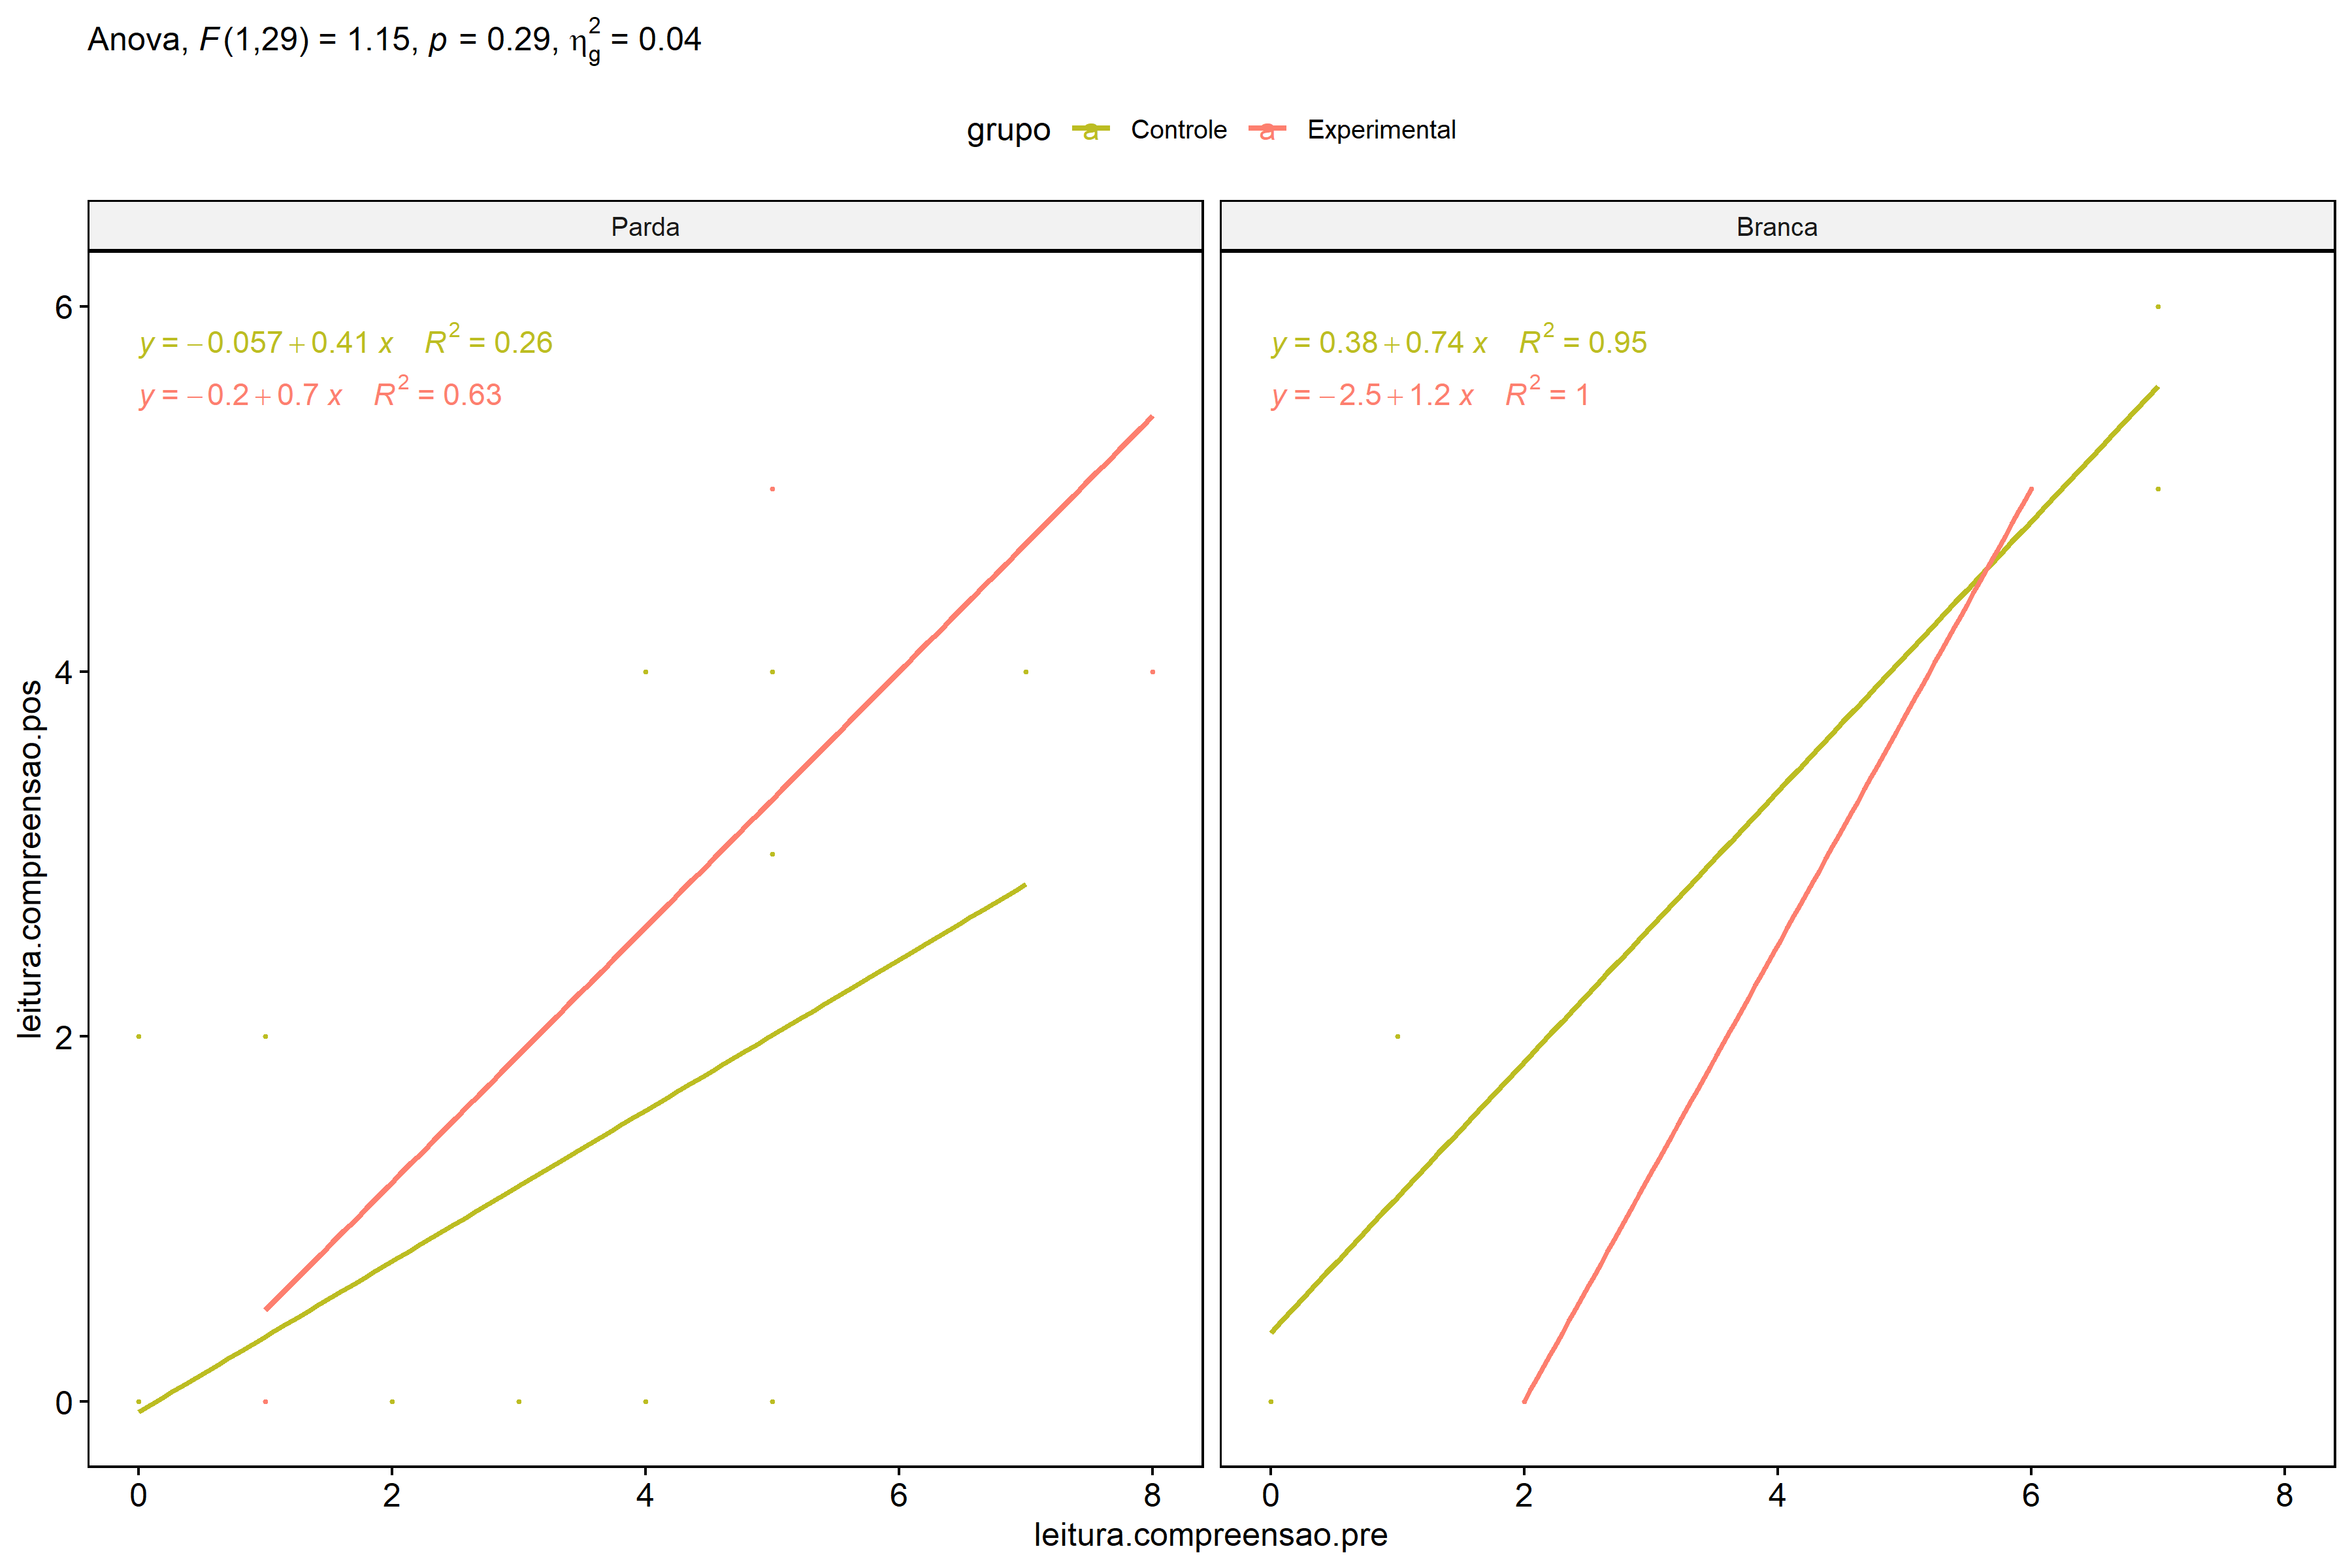 Anova, F(1,29) = 1.15, p = 0.29, η²g = 0.04
grupo a Controle a Experimental
Parda
Branca
y = −0.057 + 0.41 x R² = 0.26
y = −0.2 + 0.7 x R² = 0.63
y = 0.38 + 0.74 x R² = 0.95
y = −2.5 + 1.2 x R² = 1
leitura.compreensao.pos
6
4
2
0
0 2 4 6 8
0 2 4 6 8
leitura.compreensao.pre